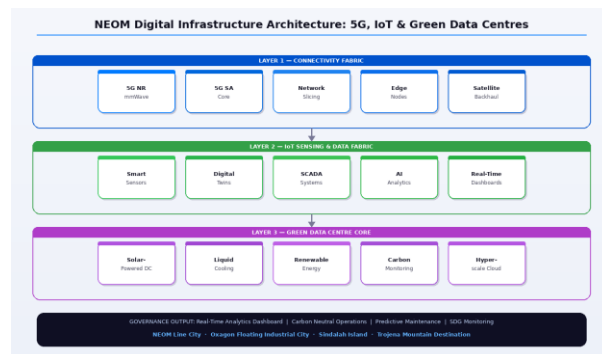 NEOM Digital Infrastructure Architecture: 5G, IoT & Green Data Centres
LAYER 1 — CONNECTIVITY FABRIC
5G NR
mmWave
5G SA
Core
Network
Slicing
Edge
Nodes
Satellite
Backhaul
LAYER 2 — IoT SENSING & DATA FABRIC
Smart
Sensors
Digital
Twins
SCADA
Systems
AI
Analytics
Real-Time
Dashboards
LAYER 3 — GREEN DATA CENTRE CORE
Solar-
Powered DC
Liquid
Cooling
Renewable
Energy
Carbon
Monitoring
Hyper-
scale Cloud
GOVERNANCE OUTPUT: Real-Time Analytics Dashboard | Carbon Neutral Operations | Predictive Maintenance | SDG Monitoring
NEOM Line City · Oxagon Floating Industrial City · Sindalah Island · Trojena Mountain Destination